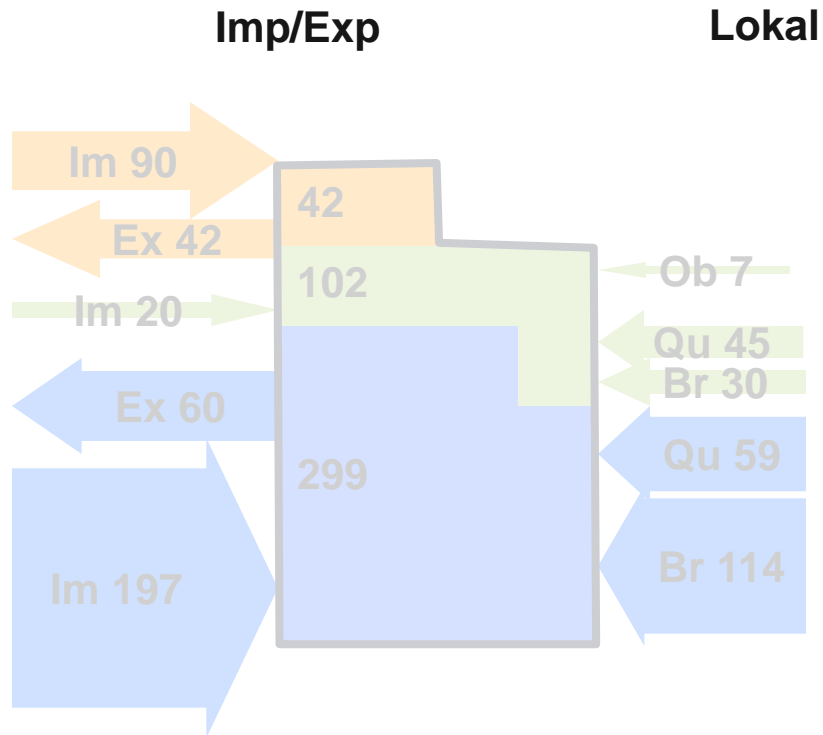 Imp/Exp Lokal
Im 90
42
Ex 42
102
Ob 7
Im 20
Qu 45
Br 30
Ex 60
Qu 59
299
Br 114
Im 197